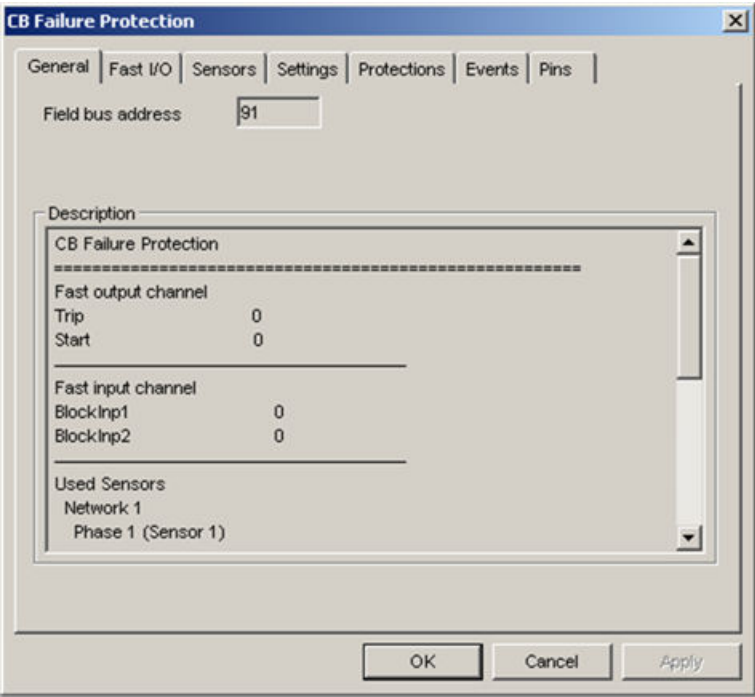 CB Failure Protection
General Fast I/O Sensors Settings Protections Events Pins
Field bus address 91
Description
CB Failure Protection
=======================================================
Fast output channel
Trip 0
Start 0
Fast input channel
BlockInp1 0
BlockInp2 0
Used Sensors
Network 1
Phase 1 (Sensor 1)
OK Cancel Apply